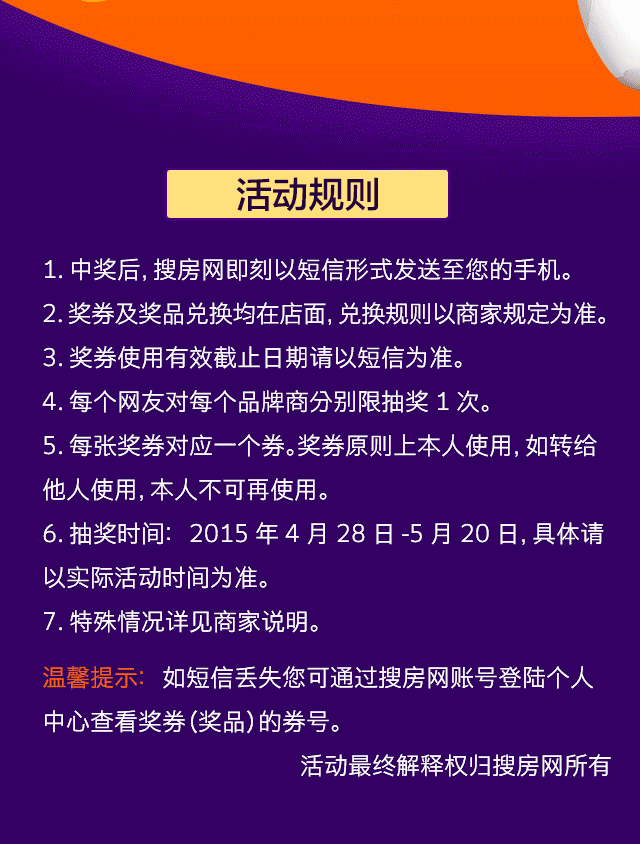 活动规则
1. 中奖后, 搜房网即刻以短信形式发送至您的手机。
2. 奖券及奖品兑换均在店面, 兑换规则以商家规定为准。
3. 奖券使用有效截止日期请以短信为准。
4. 每个网友对每个品牌商分别限抽奖 1 次。
5. 每张奖券对应一个券。奖券原则上本人使用, 如转给
他人使用, 本人不可再使用。
6. 抽奖时间: 2015 年 4 月 28 日 -5 月 20 日, 具体请
以实际活动时间为准。
7. 特殊情况详见商家说明。
温馨提示: 如短信丢失您可通过搜房网账号登陆个人
中心查看奖券 (奖品) 的券号。
活动最终解释权归搜房网所有